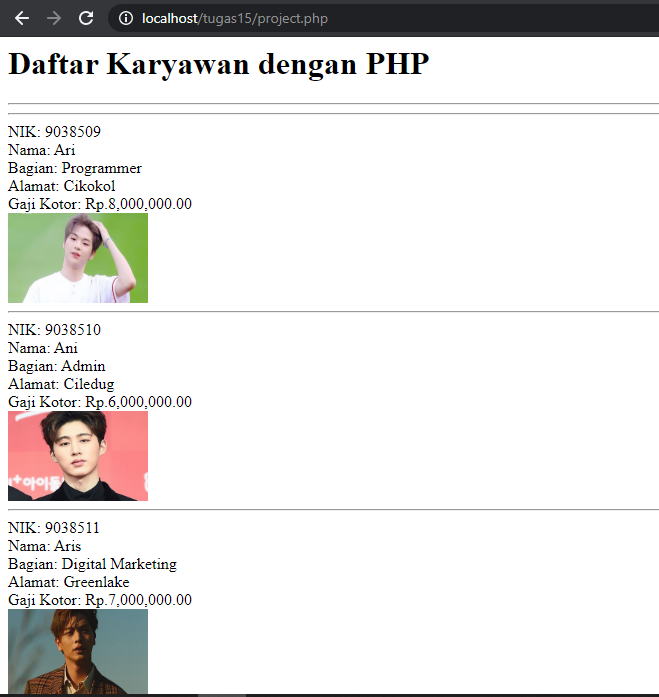 localhost/tugas15/project.php
Daftar Karyawan dengan PHP
NIK: 9038509
Nama: Ari
Bagian: Programmer
Alamat: Cikokol
Gaji Kotor: Rp.8,000,000.00
NIK: 9038510
Nama: Ani
Bagian: Admin
Alamat: Ciledug
Gaji Kotor: Rp.6,000,000.00
NIK: 9038511
Nama: Aris
Bagian: Digital Marketing
Alamat: Greenlake
Gaji Kotor: Rp.7,000,000.00